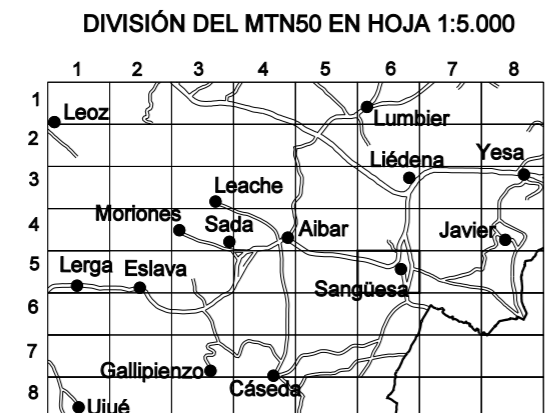 DIVISIÓN DEL MTN50 EN HOJA 1:5.000
1 2 3 4 5 6 7 8
1
Leoz
Lumbier
2
Liédena Yesa
3
Leache
Moriones Sada Aibar Javier
4
Lerga Eslava
5
Sangüesa
6
7
Gallipienzo
Cáseda
8
Ujué